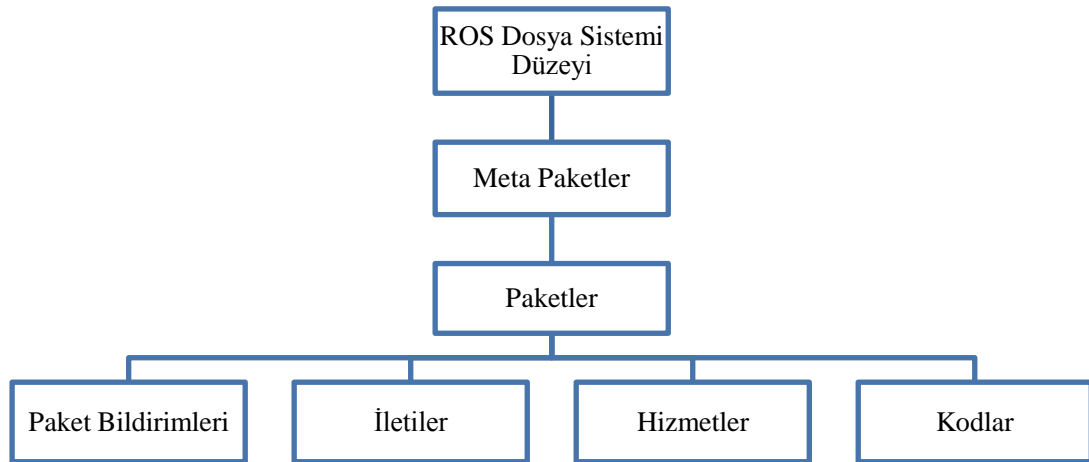 ROS Dosya Sistemi
Düzeyi
Meta Paketler
Paketler
Paket Bildirimleri
İletiler
Hizmetler
Kodlar